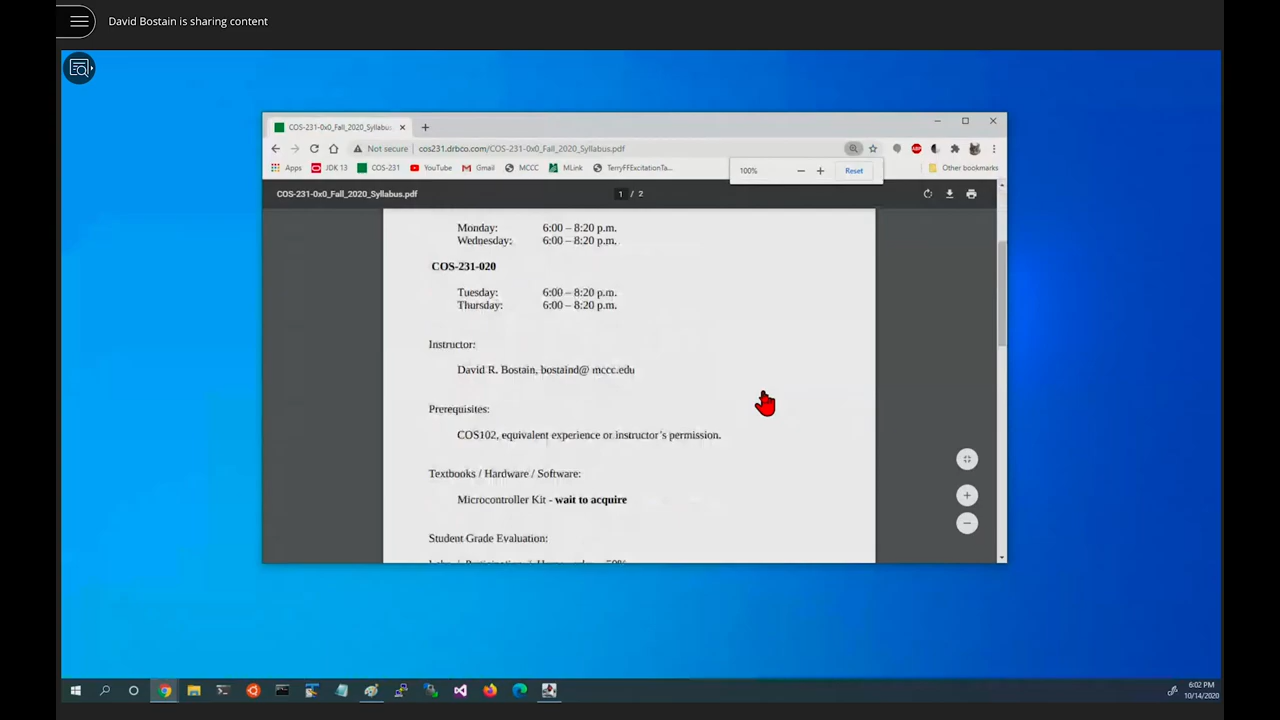 David Bostain is sharing content
COS-231-0x0_Fall_2020_Syllabus.
Not secure
cos231.drbco.com/COS-231-0x0_Fall_2020_Syllabus.pdf
Apps
JDK 13
COS-231
YouTube
Gmail
MCCC
MLink
TerryFFExcitationTa...
Other bookmarks
100%
Reset
COS-231-0x0_Fall_2020_Syllabus.pdf
1 / 2
Monday: 6:00 – 8:20 p.m.
Wednesday: 6:00 – 8:20 p.m.
COS-231-020
Tuesday: 6:00 – 8:20 p.m.
Thursday: 6:00 – 8:20 p.m.
Instructor:
David R. Bostain, bostaind@ mccc.edu
Prerequisites:
COS102, equivalent experience or instructor's permission.
Textbooks / Hardware / Software:
Microcontroller Kit - wait to acquire
Student Grade Evaluation:
6:02 PM
10/14/2020